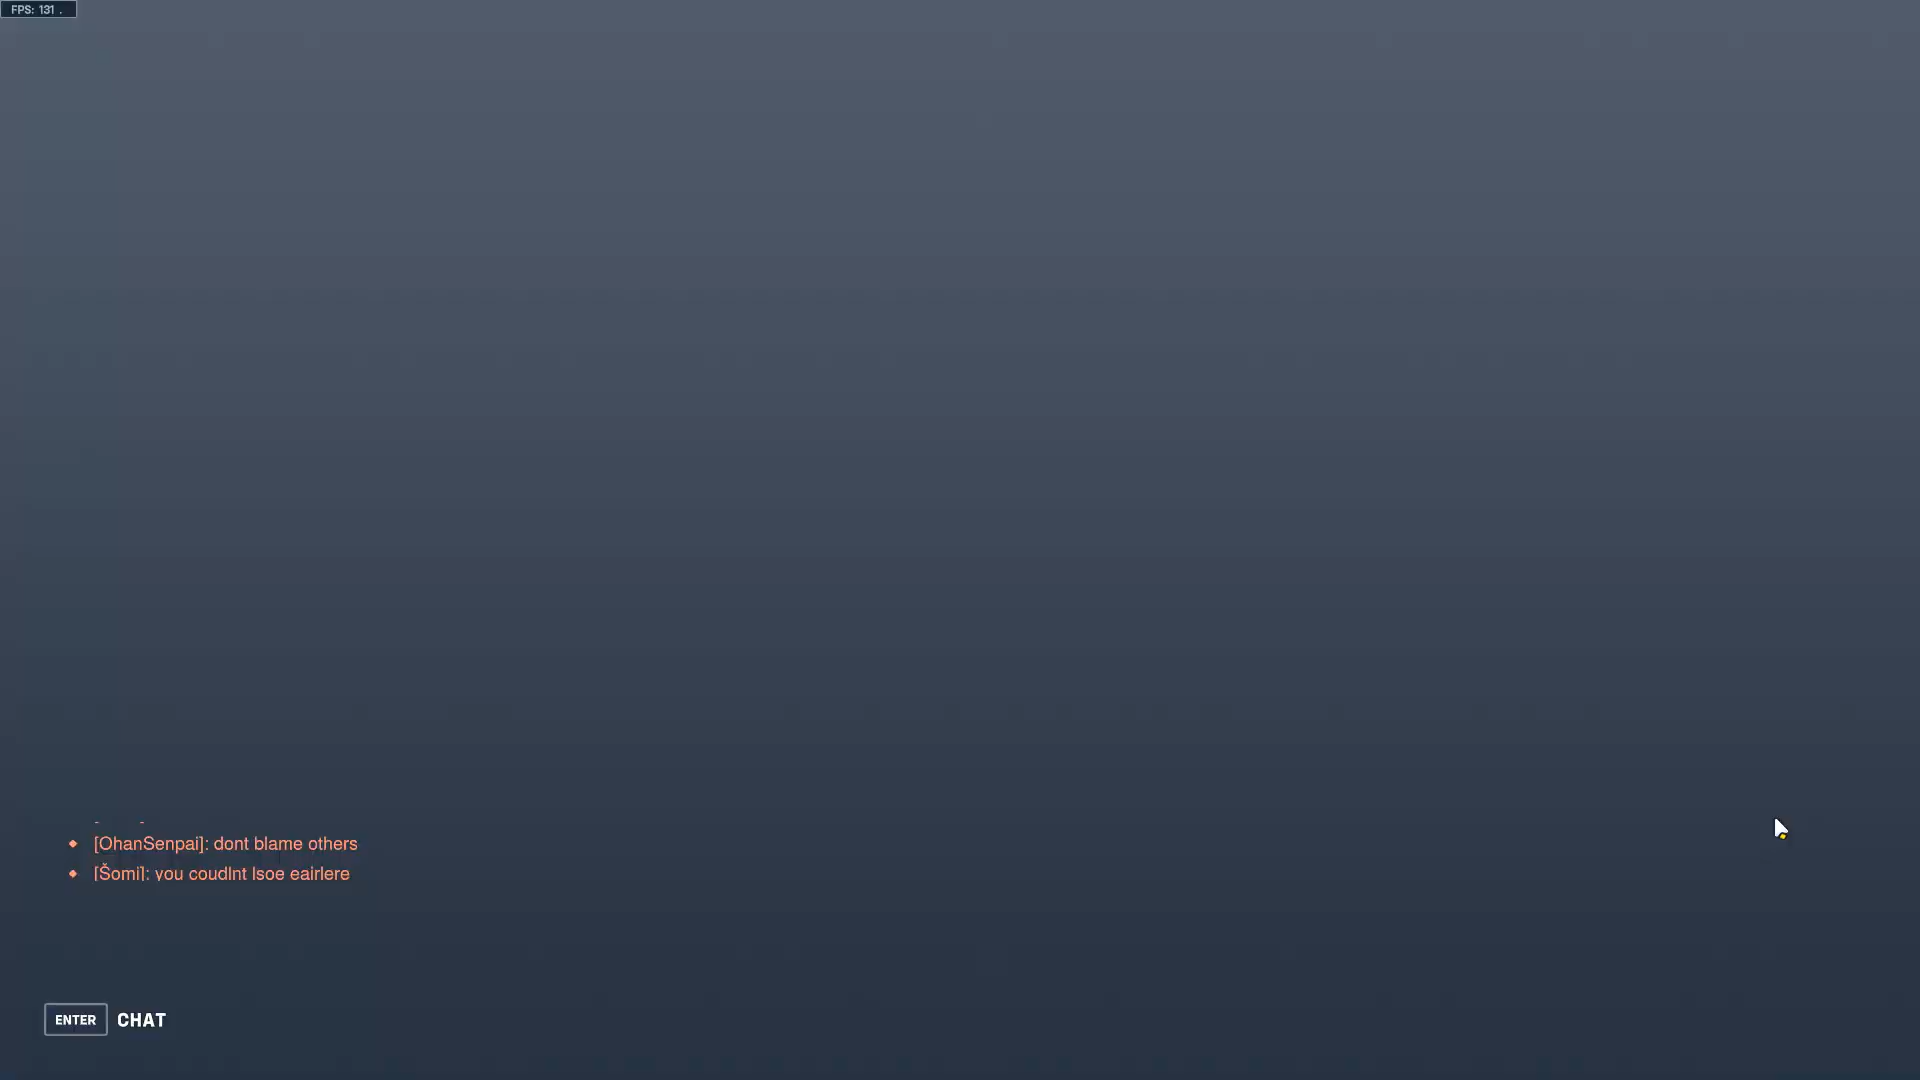 FPS: 131 .
[OhanSenpai]: dont blame others
[Šomi]: you coudlnt lsoe eairlere
ENTER CHAT